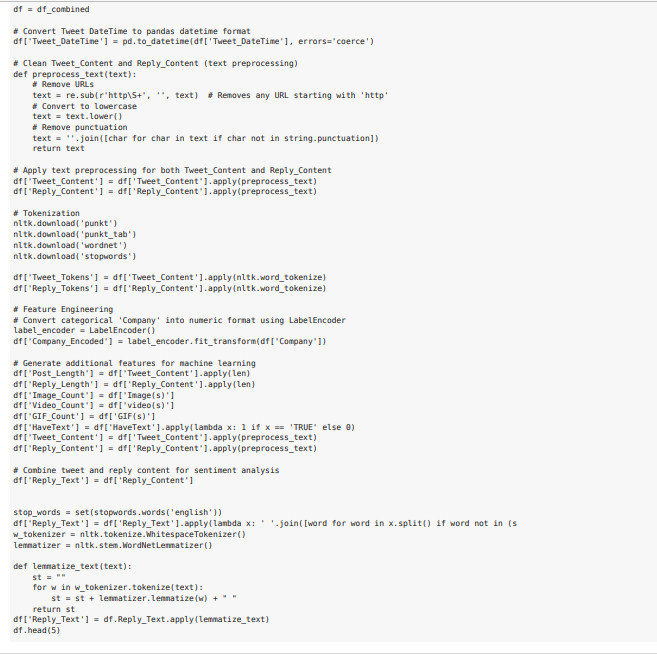 df = df_combined
# Convert Tweet DateTime to pandas datetime format
df['Tweet_DateTime'] = pd.to_datetime(df['Tweet_DateTime'], errors='coerce')
# Clean Tweet_Content and Reply_Content (text preprocessing)
def preprocess_text(text):
    # Remove URLs
    text = re.sub(r'http\S+', '', text)  # Removes any URL starting with 'http'
    # Convert to lowercase
    text = text.lower()
    # Remove punctuation
    text = ''.join([char for char in text if char not in string.punctuation])
    return text
# Apply text preprocessing for both Tweet_Content and Reply_Content
df['Tweet_Content'] = df['Tweet_Content'].apply(preprocess_text)
df['Reply_Content'] = df['Reply_Content'].apply(preprocess_text)
# Tokenization
nltk.download('punkt')
nltk.download('punkt_tab')
nltk.download('wordnet')
nltk.download('stopwords')
df['Tweet_Tokens'] = df['Tweet_Content'].apply(nltk.word_tokenize)
df['Reply_Tokens'] = df['Reply_Content'].apply(nltk.word_tokenize)
# Feature Engineering
# Convert categorical 'Company' into numeric format using LabelEncoder
label_encoder = LabelEncoder()
df['Company_Encoded'] = label_encoder.fit_transform(df['Company'])
# Generate additional features for machine learning
df['Post_Length'] = df['Tweet_Content'].apply(len)
df['Reply_Length'] = df['Reply_Content'].apply(len)
df['Image_Count'] = df['Image(s)']
df['Video_Count'] = df['video(s)']
df['GIF_Count'] = df['GIF(s)']
df['HaveText'] = df['HaveText'].apply(lambda x: 1 if x == 'TRUE' else 0)
df['Tweet_Content'] = df['Tweet_Content'].apply(preprocess_text)
df['Reply_Content'] = df['Reply_Content'].apply(preprocess_text)
# Combine tweet and reply content for sentiment analysis
df['Reply_Text'] = df['Reply_Content']
stop_words = set(stopwords.words('english'))
df['Reply_Text'] = df['Reply_Text'].apply(lambda x: ' '.join([word for word in x.split() if word not in (s
w_tokenizer = nltk.tokenize.WhitespaceTokenizer()
lemmatizer = nltk.stem.WordNetLemmatizer()
def lemmatize_text(text):
    st = ""
    for w in w_tokenizer.tokenize(text):
        st = st + lemmatizer.lemmatize(w) + " "
    return st
df['Reply_Text'] = df.Reply_Text.apply(lemmatize_text)
df.head(5)